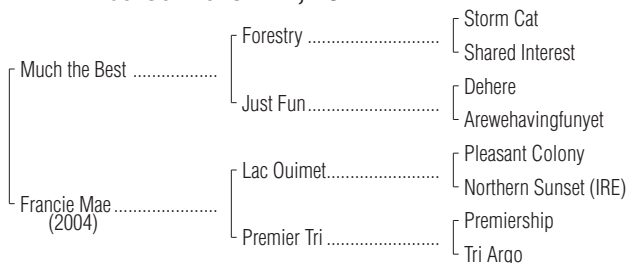 Storm Cat
Forestry
Shared Interest
Much the Best
Dehere
Just Fun
Arewehavingfunyet
Pleasant Colony
Lac Ouimet
Northern Sunset (IRE)
Francie Mae
(2004)
Premiership
Premier Tri
Tri Argo